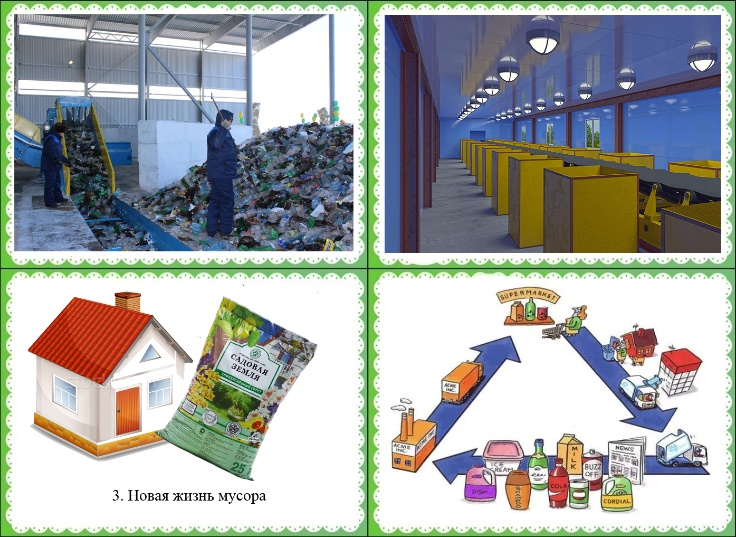 САДОВАЯ
ЗЕМЛЯ
25
3. Новая жизнь мусора
SUPERMARKET
ACME
INC.
ACME
INC.
ICE
CREAM
MILK
BUZZ
OFF
NEWS
COLA
CORDIAL